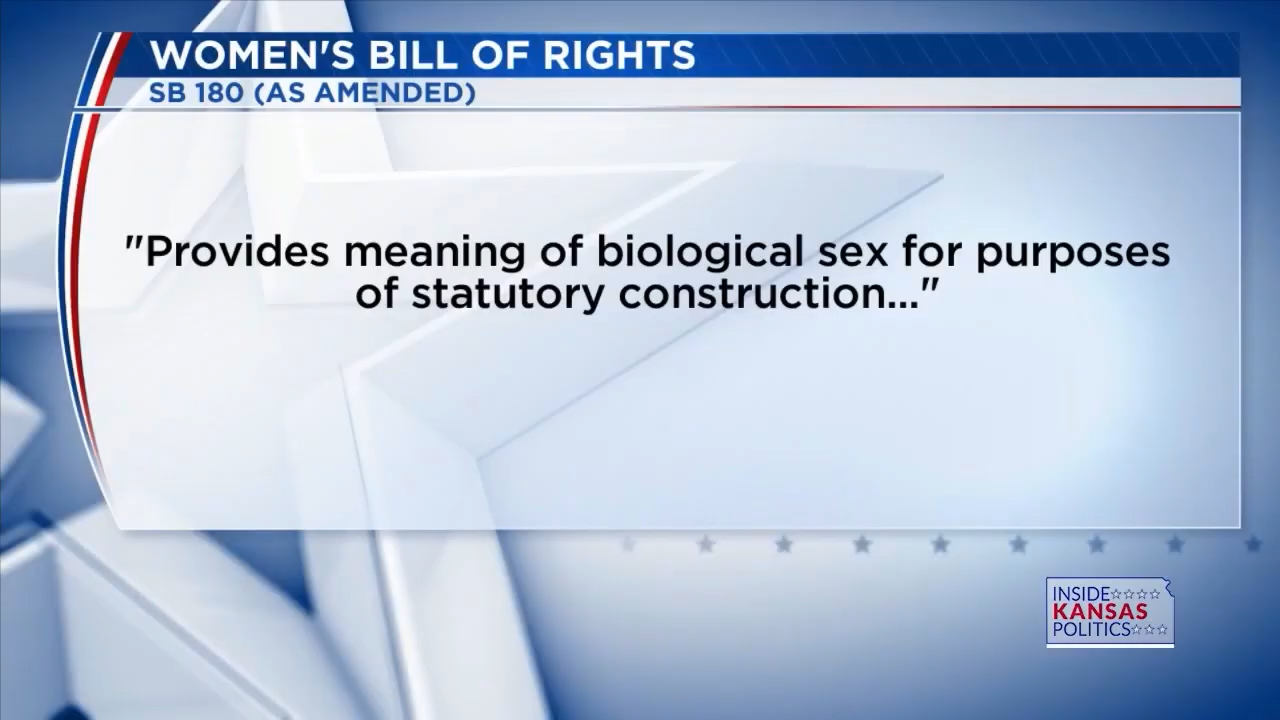 WOMEN'S BILL OF RIGHTS
SB 180 (AS AMENDED)
"Provides meaning of biological sex for purposes
of statutory construction..."
INSIDE
KANSAS
POLITICS